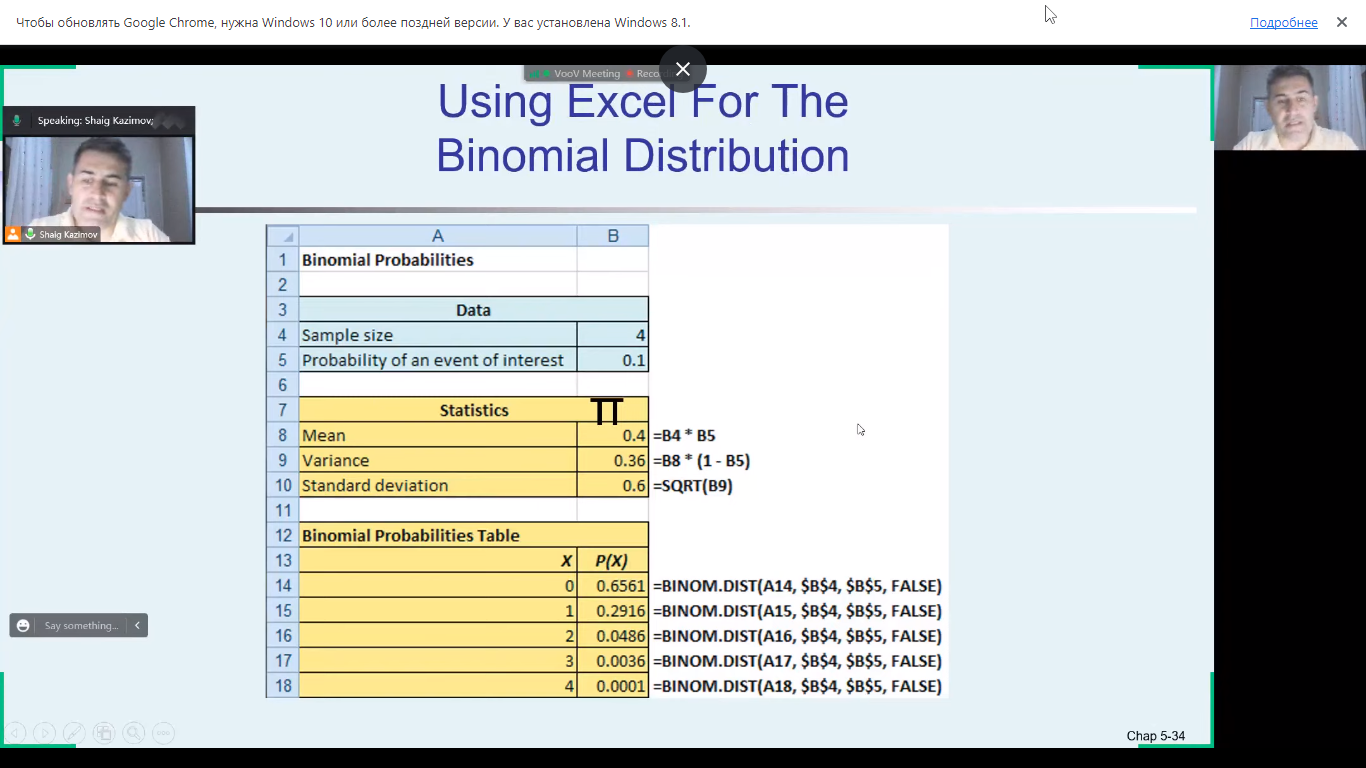 Чтобы обновлять Google Chrome, нужна Windows 10 или более поздней версии. У вас установлена Windows 8.1.
Подробнее
VooV Meeting
Using Excel For The
Binomial Distribution
Speaking: Shaig Kazimov;
Shaig Kazimov
A B
1 Binomial Probabilities
2
3 Data
4 Sample size 4
5 Probability of an event of interest 0.1
6
7 Statistics π
8 Mean 0.4 =B4 * B5
9 Variance 0.36 =B8 * (1 - B5)
10 Standard deviation 0.6 =SQRT(B9)
11
12 Binomial Probabilities Table
13 X P(X)
14 0 0.6561 =BINOM.DIST(A14, $B$4, $B$5, FALSE)
15 1 0.2916 =BINOM.DIST(A15, $B$4, $B$5, FALSE)
16 2 0.0486 =BINOM.DIST(A16, $B$4, $B$5, FALSE)
17 3 0.0036 =BINOM.DIST(A17, $B$4, $B$5, FALSE)
18 4 0.0001 =BINOM.DIST(A18, $B$4, $B$5, FALSE)
Say something...
Chap 5-34